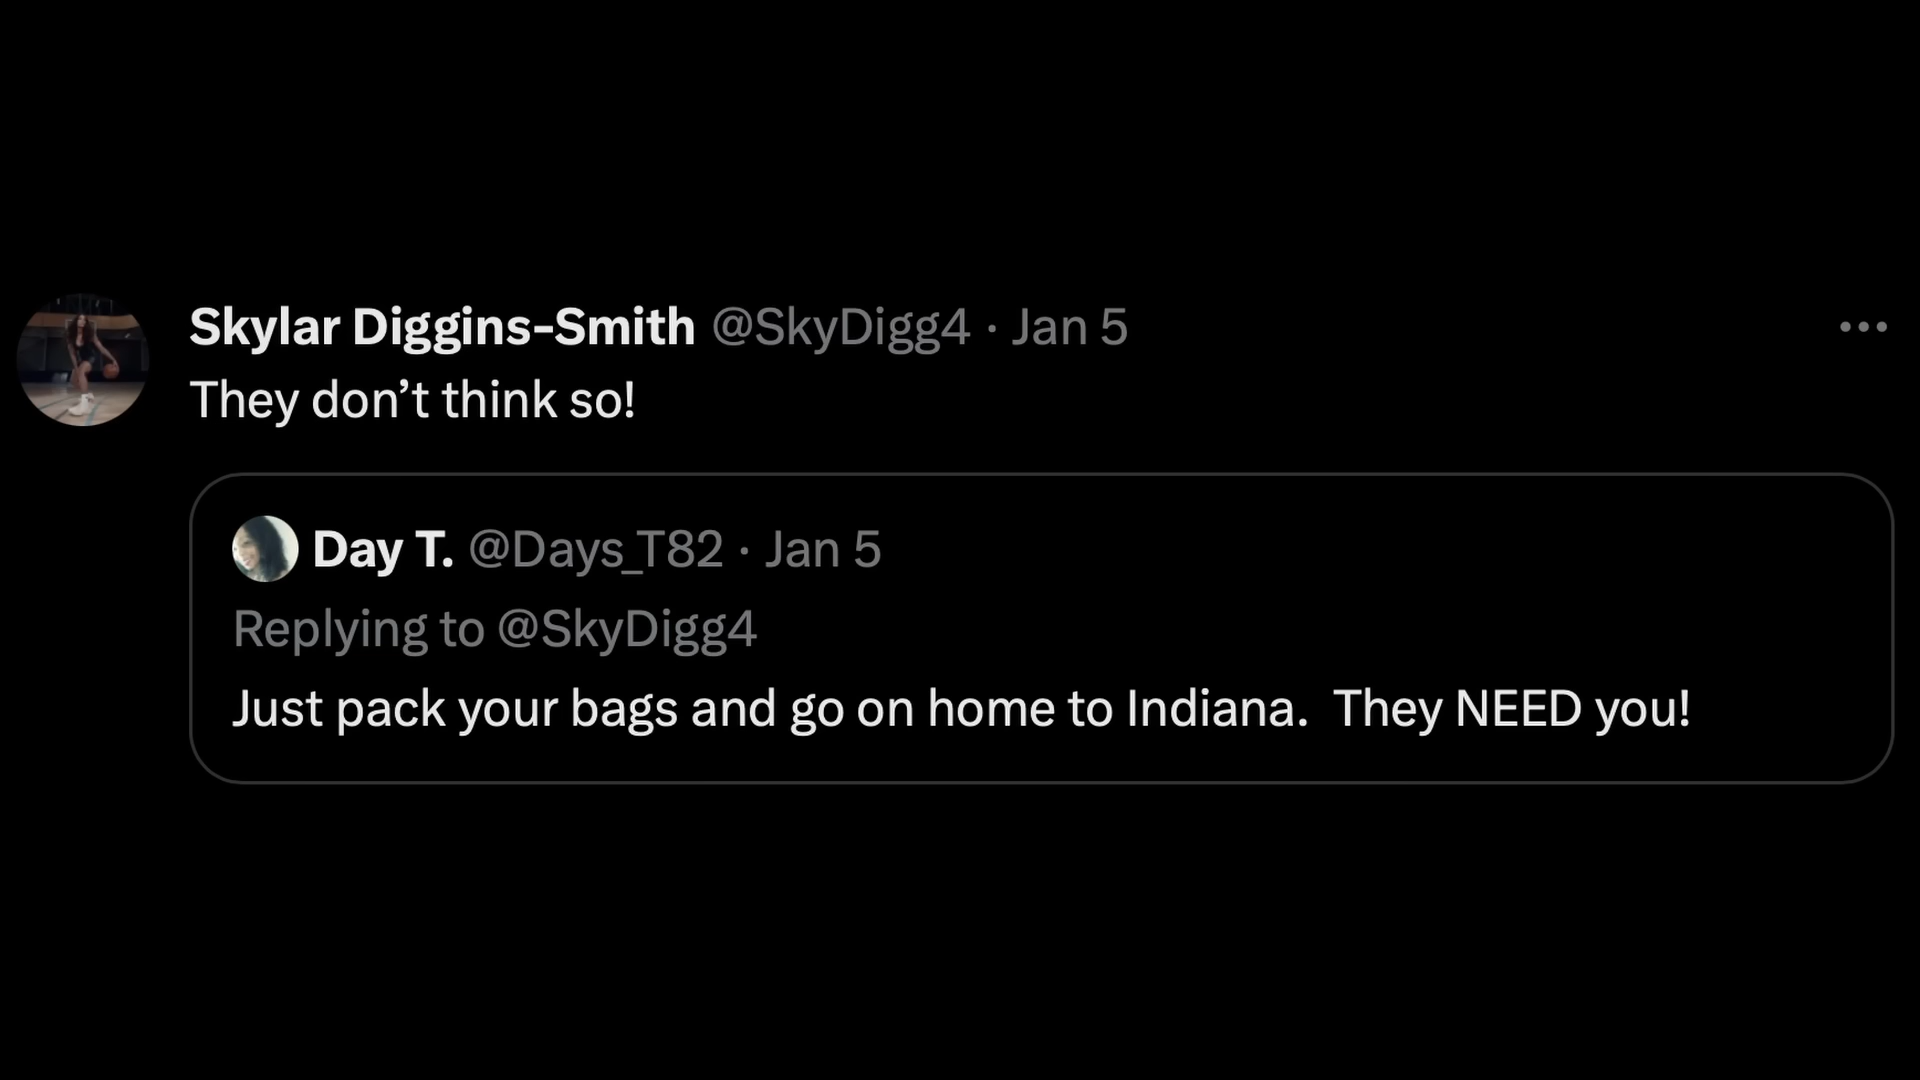 Skylar Diggins-Smith @SkyDigg4 · Jan 5
They don’t think so!
Day T. @Days_T82 · Jan 5
Replying to @SkyDigg4
Just pack your bags and go on home to Indiana.  They NEED you!